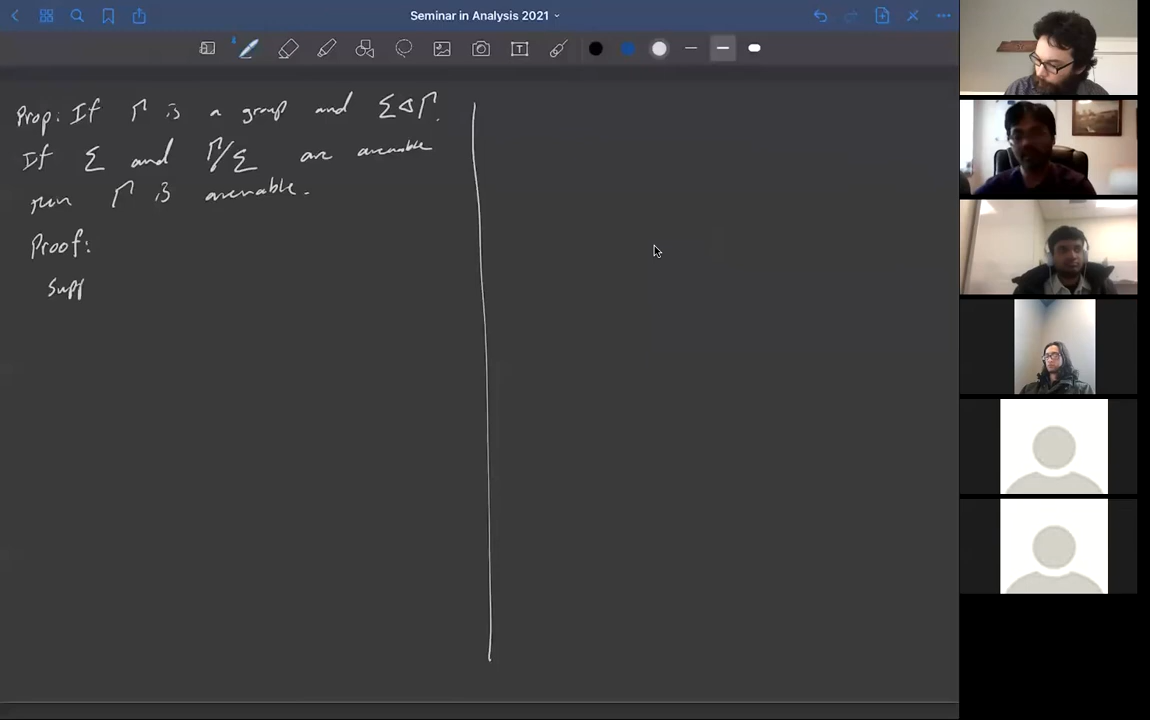 Seminar in Analysis 2021
Prop: If Γ is a group and Σ ⊲ Γ.
If Σ and Γ/Σ are amenable
then Γ is amenable.
Proof:
Supp